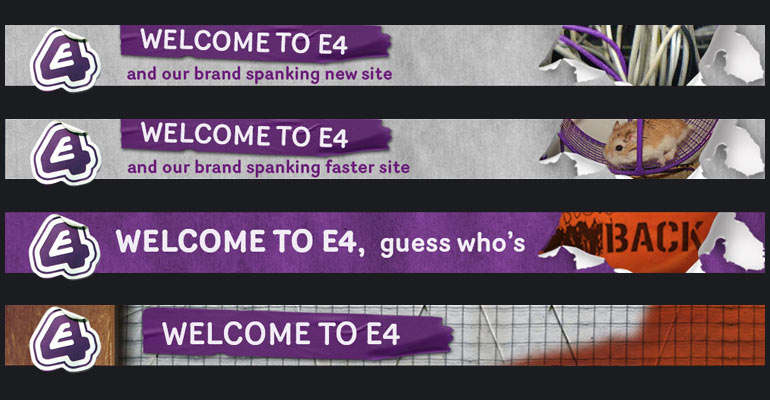 E4
WELCOME TO E4
and our brand spanking new site
E4
WELCOME TO E4
and our brand spanking faster site
E4
WELCOME TO E4, guess who's
BACK
E4
WELCOME TO E4